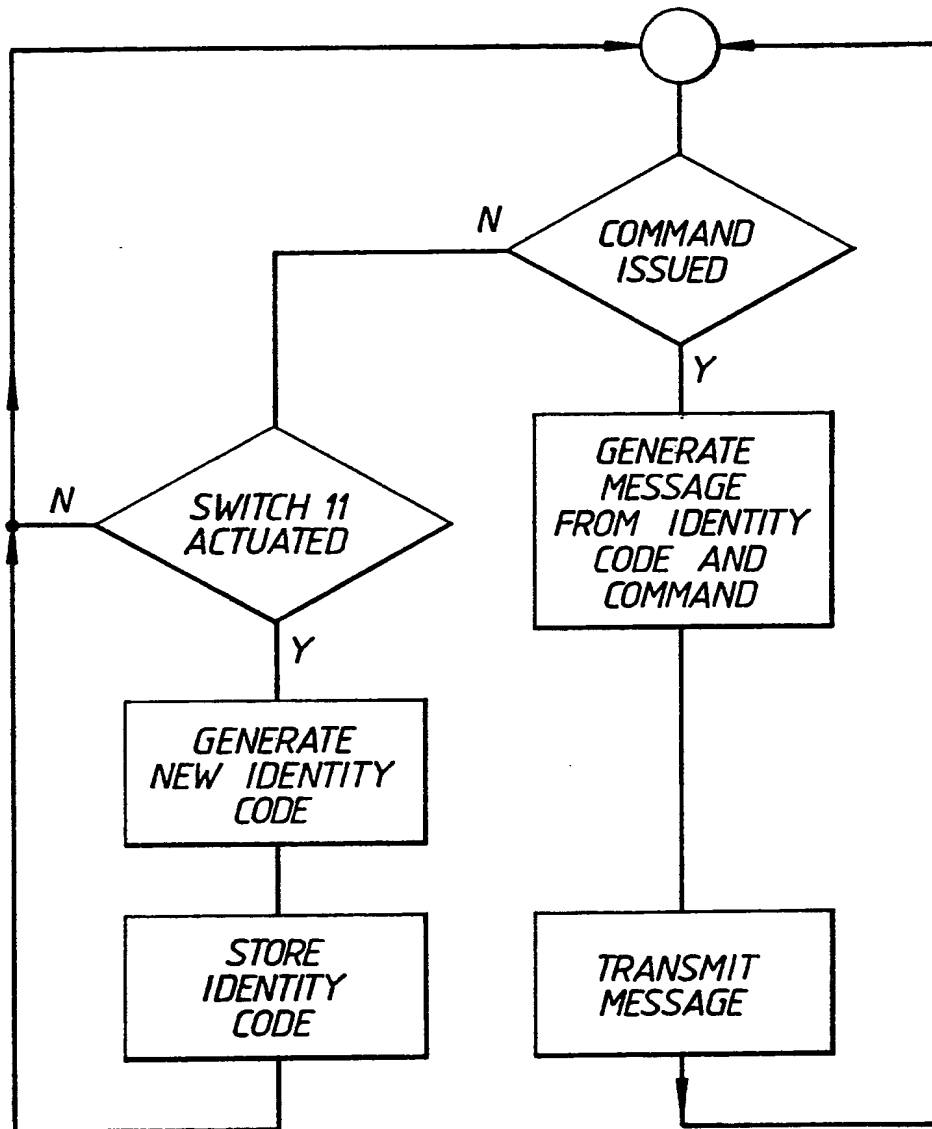 N
COMMAND
ISSUED
Y
GENERATE
MESSAGE
FROM IDENTITY
CODE AND
COMMAND
N
SWITCH 11
ACTUATED
Y
GENERATE
NEW IDENTITY
CODE
STORE
IDENTITY
CODE
TRANSMIT
MESSAGE